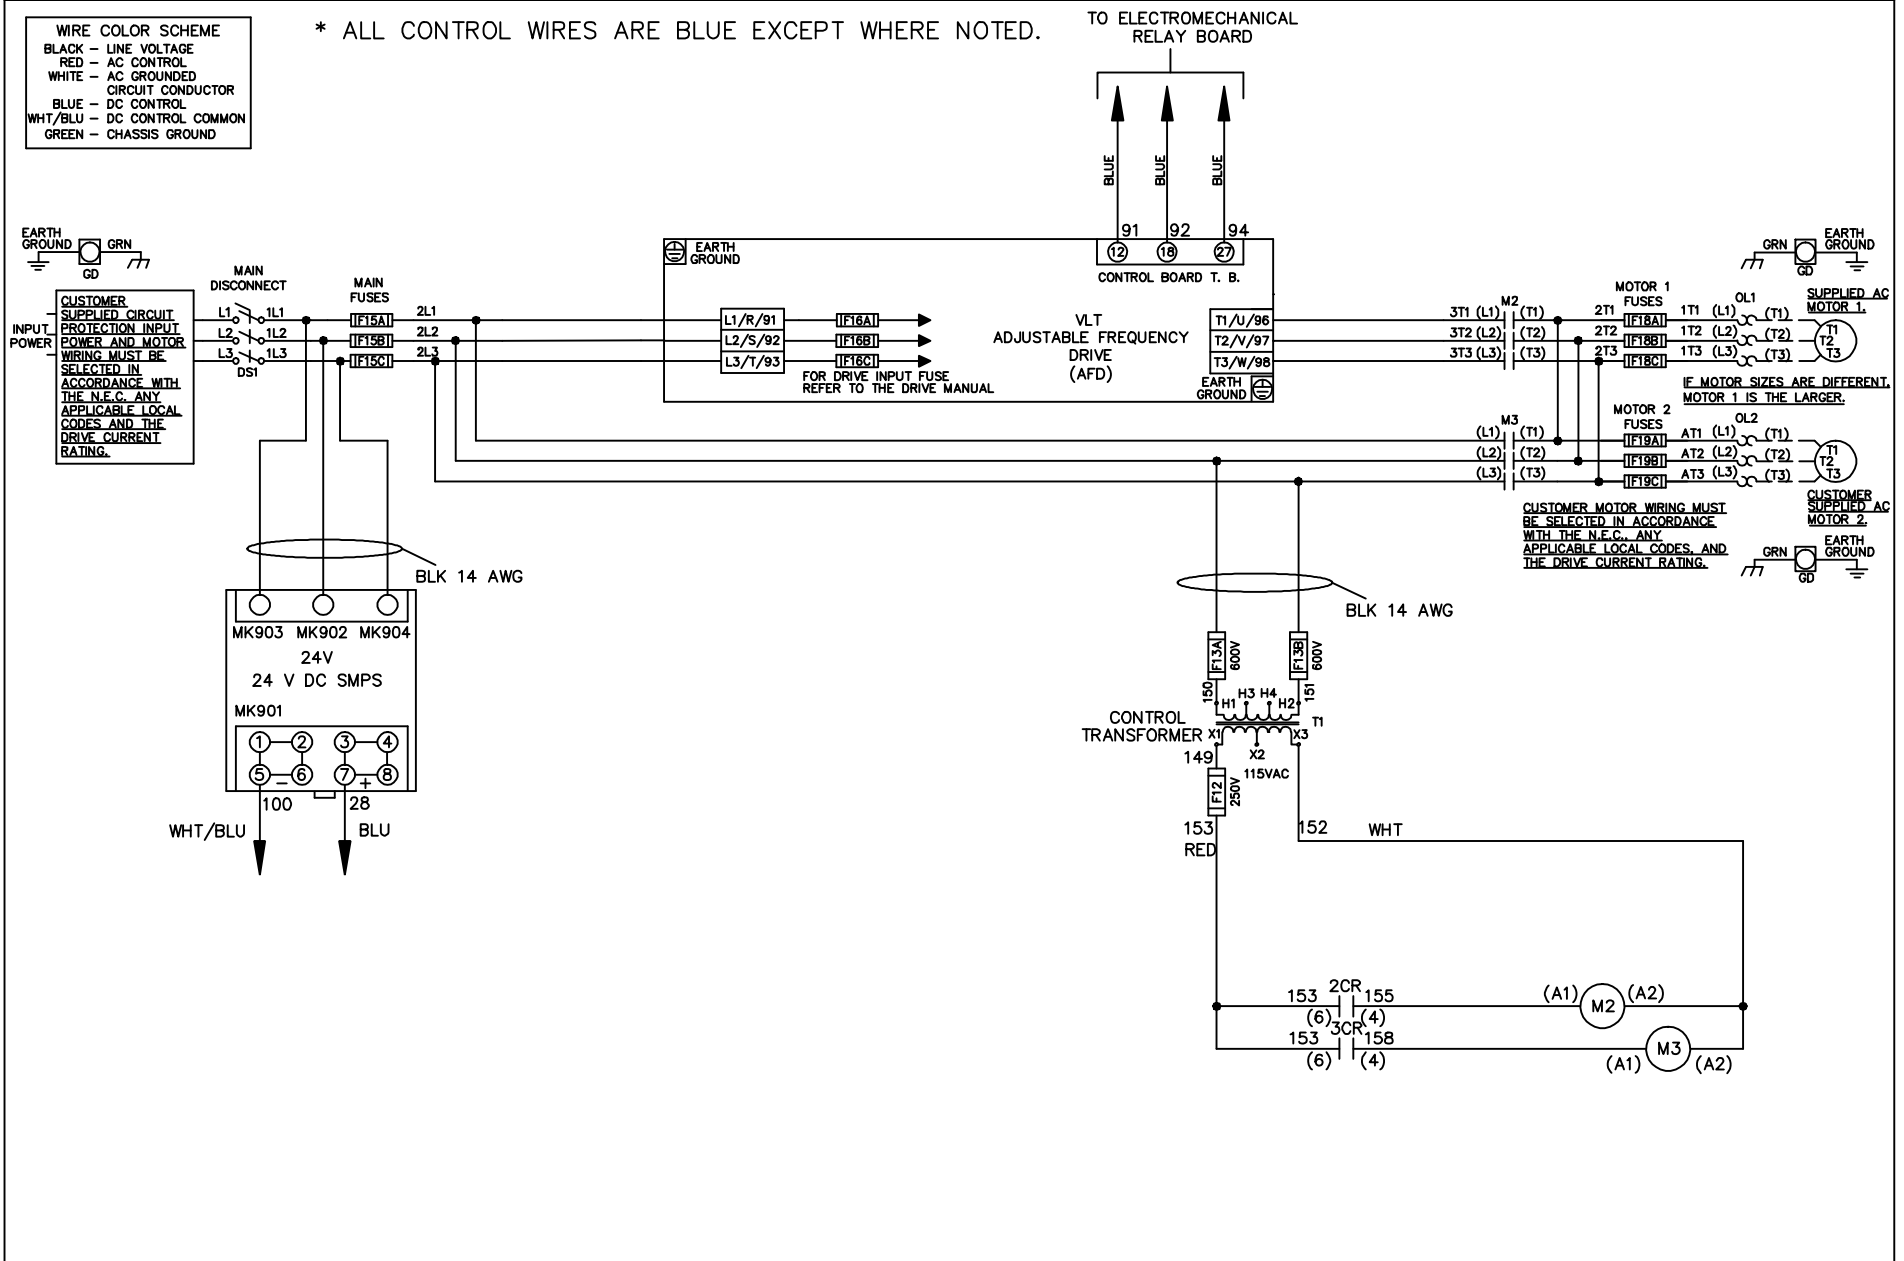 WIRE COLOR SCHEME
BLACK – LINE VOLTAGE
RED – AC CONTROL
WHITE – AC GROUNDED
CIRCUIT CONDUCTOR
BLUE – DC CONTROL
WHT/BLU – DC CONTROL COMMON
GREEN – CHASSIS GROUND
* ALL CONTROL WIRES ARE BLUE EXCEPT WHERE NOTED.
TO ELECTROMECHANICAL
RELAY BOARD
BLUE
BLUE
BLUE
91 92 94
12 18 27
CONTROL BOARD T. B.
EARTH
GROUND
GRN
GD
INPUT
POWER
CUSTOMER
SUPPLIED CIRCUIT
PROTECTION INPUT
POWER AND MOTOR
WIRING MUST BE
SELECTED IN
ACCORDANCE WITH
THE N.E.C. ANY
APPLICABLE LOCAL
CODES AND THE
DRIVE CURRENT
RATING.
MAIN
DISCONNECT
L1 1L1
L2 1L2
L3 1L3
DS1
MAIN
FUSES
F15A 2L1
F15B 2L2
F15C 2L3
EARTH
GROUND
L1/R/91 F16A
L2/S/92 F16B
L3/T/93 F16C
FOR DRIVE INPUT FUSE
REFER TO THE DRIVE MANUAL
VLT
ADJUSTABLE FREQUENCY
DRIVE
(AFD)
T1/U/96
T2/V/97
T3/W/98
EARTH
GROUND
M2
3T1 (L1) (T1)
3T2 (L2) (T2)
3T3 (L3) (T3)
MOTOR 1
FUSES
2T1 F18A 1T1 (L1) (T1)
2T2 F18B 1T2 (L2) (T2)
2T3 F18C 1T3 (L3) (T3)
OL1
GRN
GD
EARTH
GROUND
SUPPLIED AC
MOTOR 1.
T1
T2
T3
IF MOTOR SIZES ARE DIFFERENT,
MOTOR 1 IS THE LARGER.
M3
(L1) (T1)
(L2) (T2)
(L3) (T3)
MOTOR 2
FUSES
OL2
F19A AT1 (L1) (T1)
F19B AT2 (L2) (T2)
F19C AT3 (L3) (T3)
T1
T2
T3
CUSTOMER
SUPPLIED AC
MOTOR 2.
CUSTOMER MOTOR WIRING MUST
BE SELECTED IN ACCORDANCE
WITH THE N.E.C., ANY
APPLICABLE LOCAL CODES, AND
THE DRIVE CURRENT RATING.
GRN
GD
EARTH
GROUND
BLK 14 AWG
MK903 MK902 MK904
24V
24 V DC SMPS
MK901
1 2 3 4
5 – 6 7 + 8
100 28
WHT/BLU BLU
BLK 14 AWG
F13A 600V F13B 600V
150 151
H1 H3 H4 H2
CONTROL
TRANSFORMER
T1
X1 X2 X3
149
115VAC
F12 250V
153
RED
152 WHT
153 2CR 155 (A1) M2 (A2)
(6) (4)
153 3CR 158 M3
(6) (4) (A1) (A2)